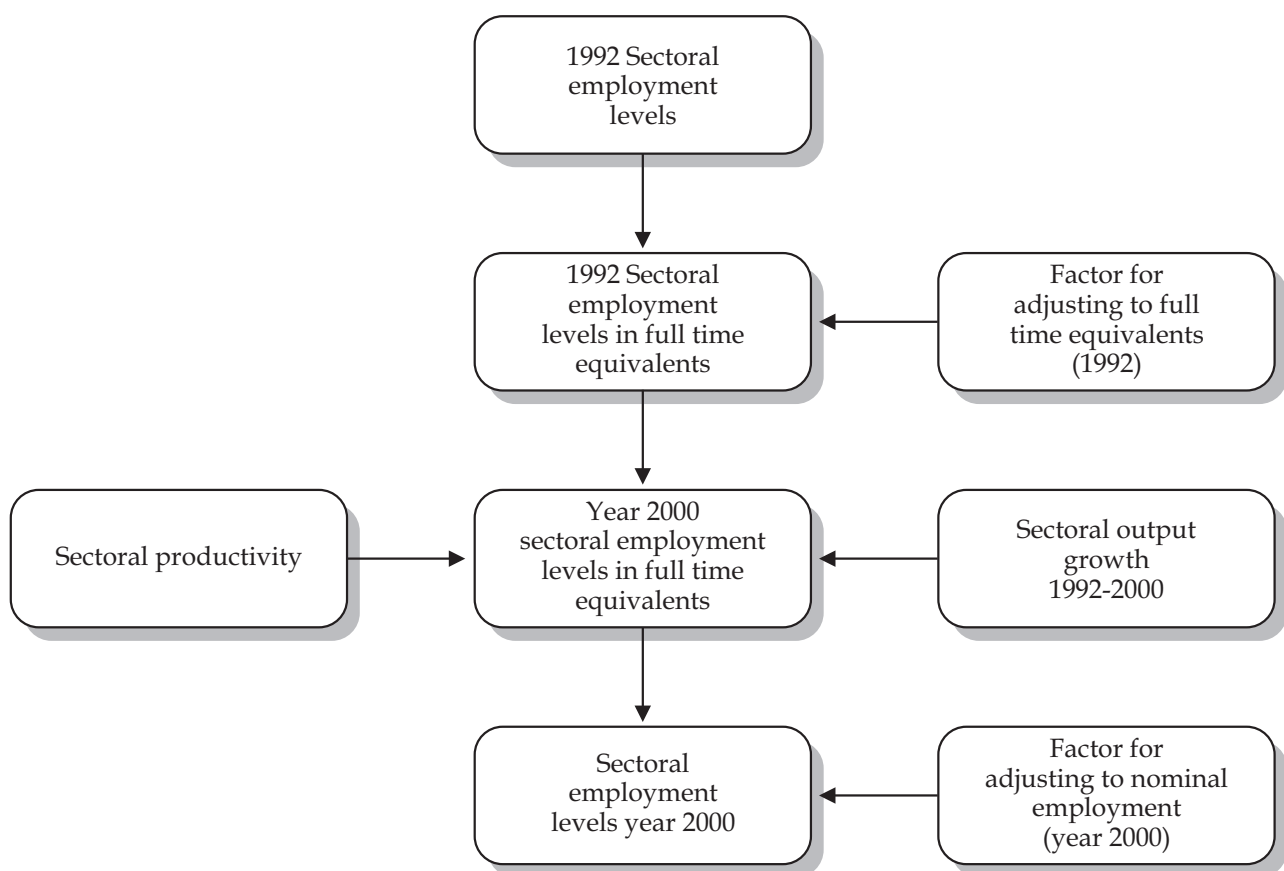 1992 Sectoral
employment
levels
1992 Sectoral
employment
levels in full time
equivalents
Factor for
adjusting to full
time equivalents
(1992)
Sectoral productivity
Year 2000
sectoral employment
levels in full time
equivalents
Sectoral output
growth
1992-2000
Sectoral
employment
levels year 2000
Factor for
adjusting to nominal
employment
(year 2000)